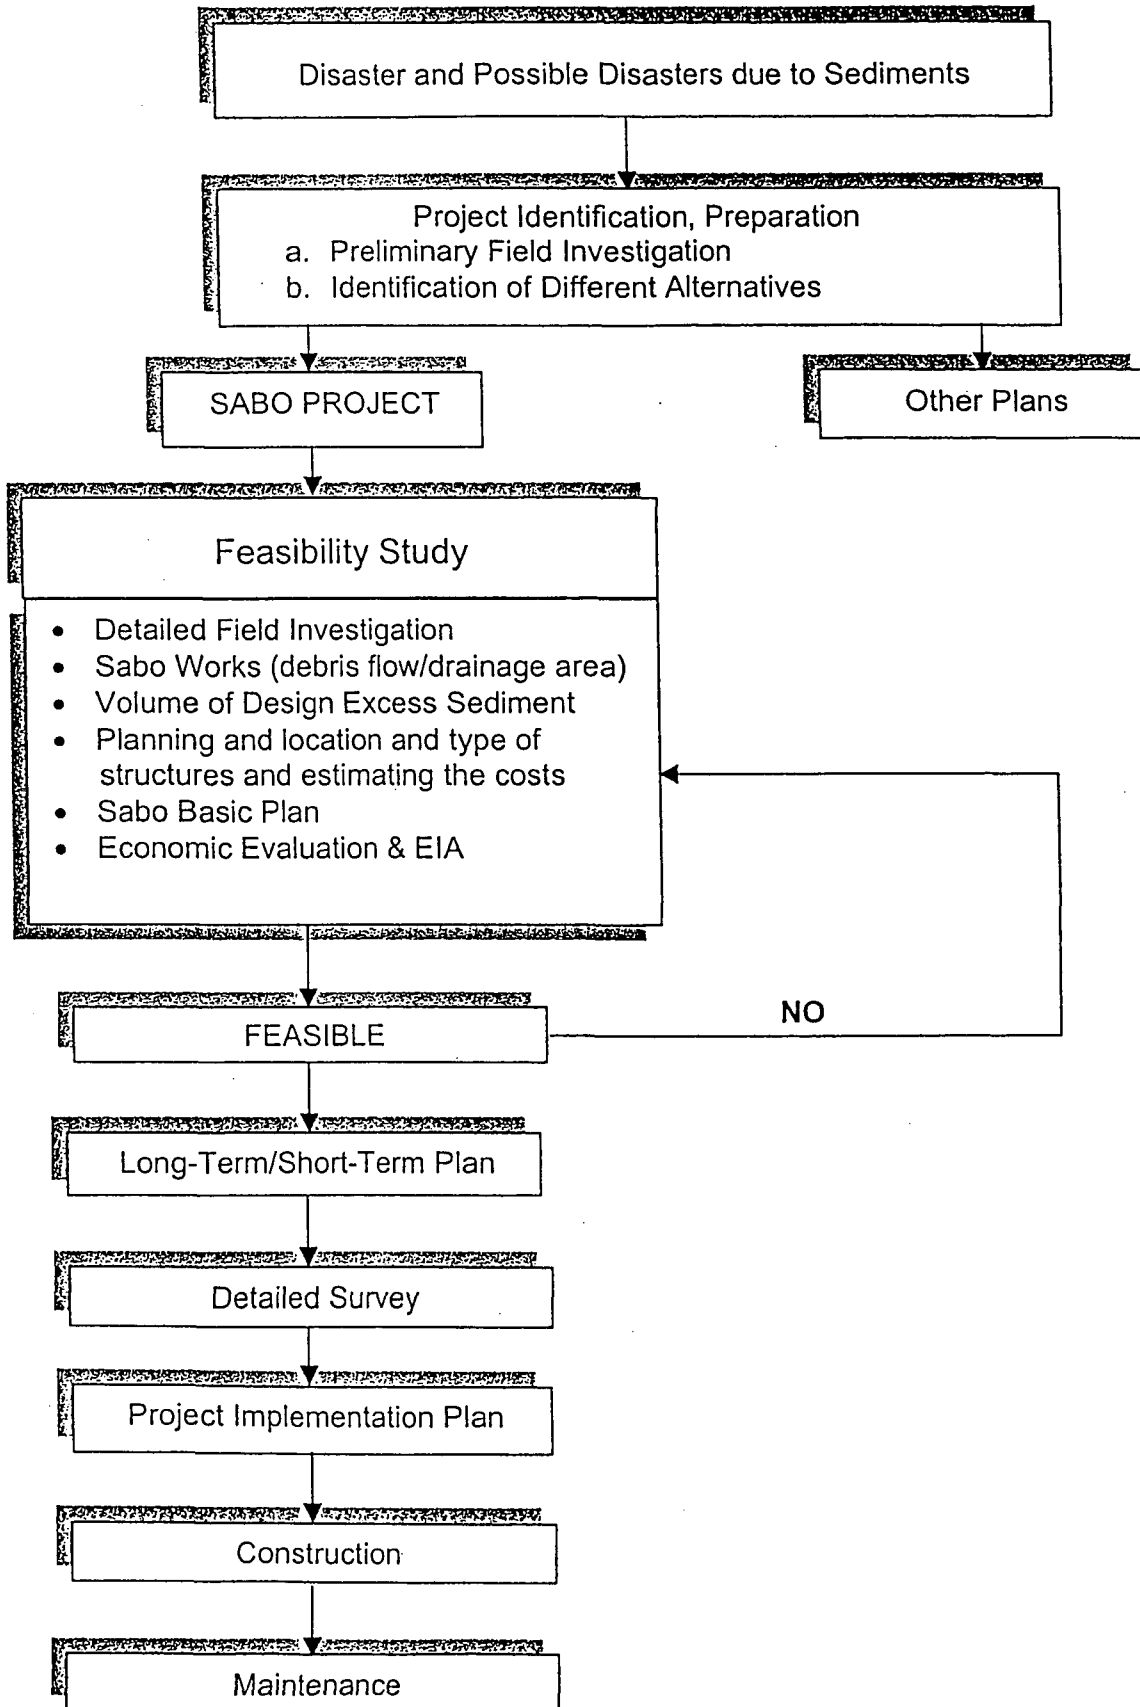 Disaster and Possible Disasters due to Sediments
Project Identification, Preparation
a. Preliminary Field Investigation
b. Identification of Different Alternatives
SABO PROJECT
Other Plans
Feasibility Study
• Detailed Field Investigation
• Sabo Works (debris flow/drainage area)
• Volume of Design Excess Sediment
• Planning and location and type of
structures and estimating the costs
• Sabo Basic Plan
• Economic Evaluation & EIA
FEASIBLE
NO
Long-Term/Short-Term Plan
Detailed Survey
Project Implementation Plan
Construction
Maintenance